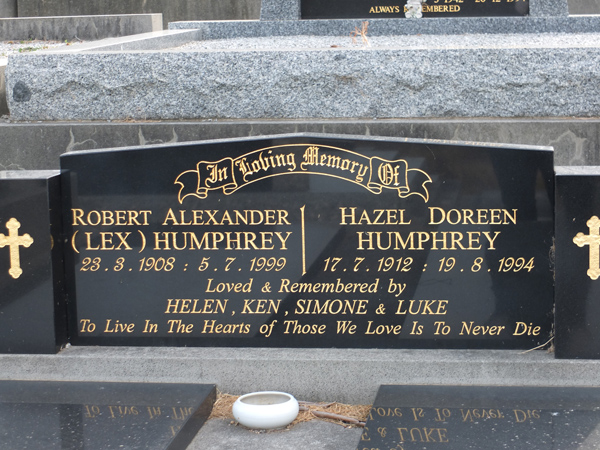 ALWAYS REMEMBERED
In Loving Memory Of
ROBERT ALEXANDER
(LEX) HUMPHREY
23.3.1908 : 5.7.1999
HAZEL DOREEN
HUMPHREY
17.7.1912 : 19.8.1994
Loved & Remembered by
HELEN, KEN, SIMONE & LUKE
To Live In The Hearts of Those We Love Is To Never Die